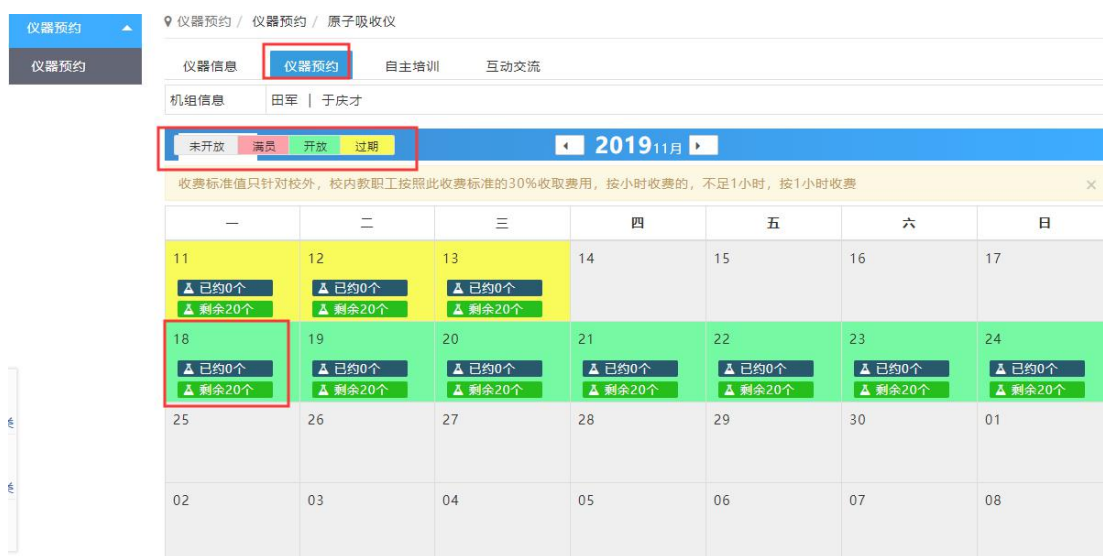 仪器预约
仪器预约
仪器预约 / 仪器预约 / 原子吸收仪
仪器信息 仪器预约 自主培训 互动交流
机组信息 田军 | 于庆才
未开放 满员 开放 过期 2019 11月
收费标准值只针对校外，校内教职工按照此收费标准的30%收取费用，按小时收费的，不足1小时，按1小时收费 ×
一 二 三 四 五 六 日
11 12 13 14 15 16 17
已约0个 已约0个 已约0个
剩余20个 剩余20个 剩余20个
18 19 20 21 22 23 24
已约0个 已约0个 已约0个 已约0个 已约0个 已约0个 已约0个
剩余20个 剩余20个 剩余20个 剩余20个 剩余20个 剩余20个 剩余20个
25 26 27 28 29 30 01
02 03 04 05 06 07 08